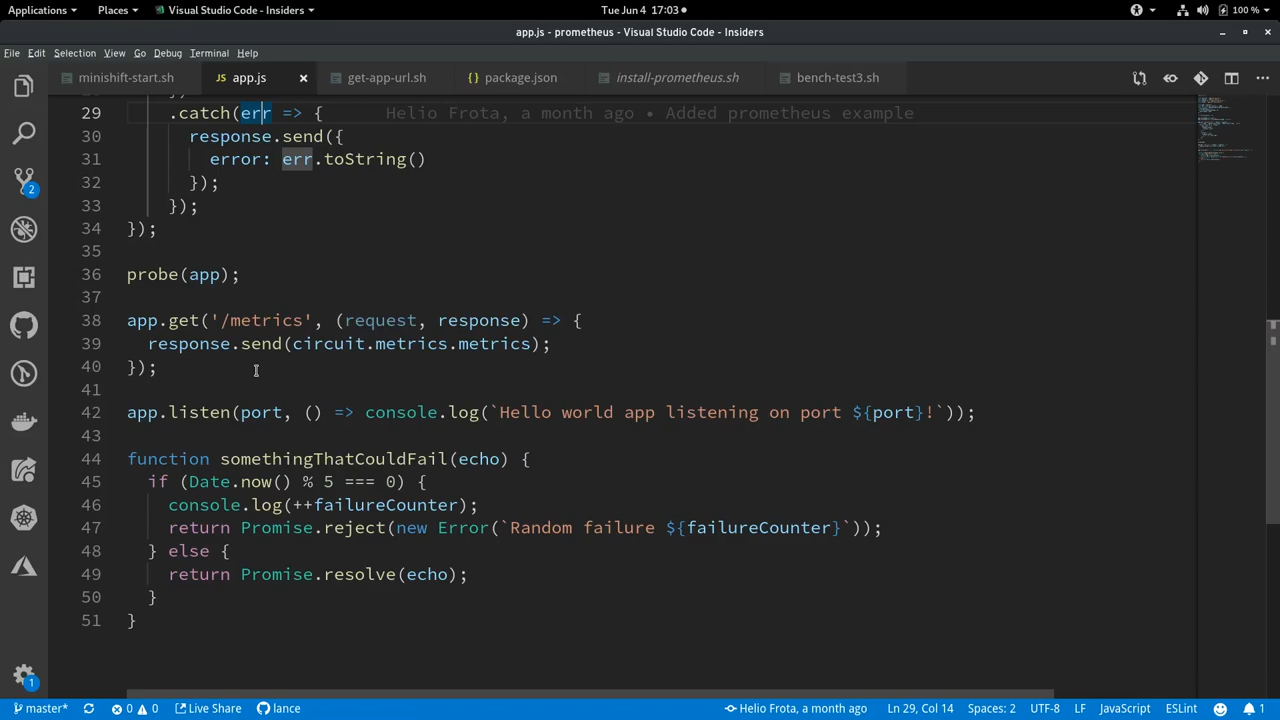 Applications Places Visual Studio Code - Insiders Tue Jun 4 17:03 100 %
app.js - prometheus - Visual Studio Code - Insiders
File Edit Selection View Go Debug Terminal Help
minishift-start.sh app.js get-app-url.sh package.json install-prometheus.sh bench-test3.sh
29 .catch(err => { Helio Frota, a month ago • Added prometheus example
30 response.send({
31 error: err.toString()
32 });
33 });
34 });
35
36 probe(app);
37
38 app.get('/metrics', (request, response) => {
39 response.send(circuit.metrics.metrics);
40 });
41
42 app.listen(port, () => console.log(`Hello world app listening on port ${port}!`));
43
44 function somethingThatCouldFail(echo) {
45 if (Date.now() % 5 === 0) {
46 console.log(++failureCounter);
47 return Promise.reject(new Error(`Random failure ${failureCounter}`));
48 } else {
49 return Promise.resolve(echo);
50 }
51 }
2
1
master* 0 0 Live Share lance Helio Frota, a month ago Ln 29, Col 14 Spaces: 2 UTF-8 LF JavaScript ESLint 1